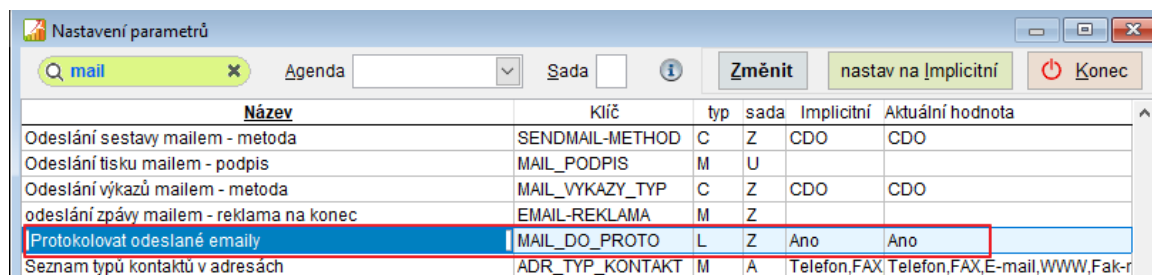 Nastavení parametrů
mail Agenda Sada Změnit nastav na Implicitní Konec
Název Klíč typ sada Implicitní Aktuální hodnota
Odeslání sestavy mailem - metoda SENDMAIL-METHOD C Z CDO CDO
Odeslání tisku mailem - podpis MAIL_PODPIS M U
Odeslání výkazů mailem - metoda MAIL_VYKAZY_TYP C Z CDO CDO
odeslání zpávy mailem - reklama na konec EMAIL-REKLAMA M Z
Protokolovat odeslané emaily MAIL_DO_PROTO L Z Ano Ano
Seznam typů kontaktů v adresách ADR_TYP_KONTAKT M A Telefon,FAX Telefon,FAX,E-mail,WWW,Fak-r